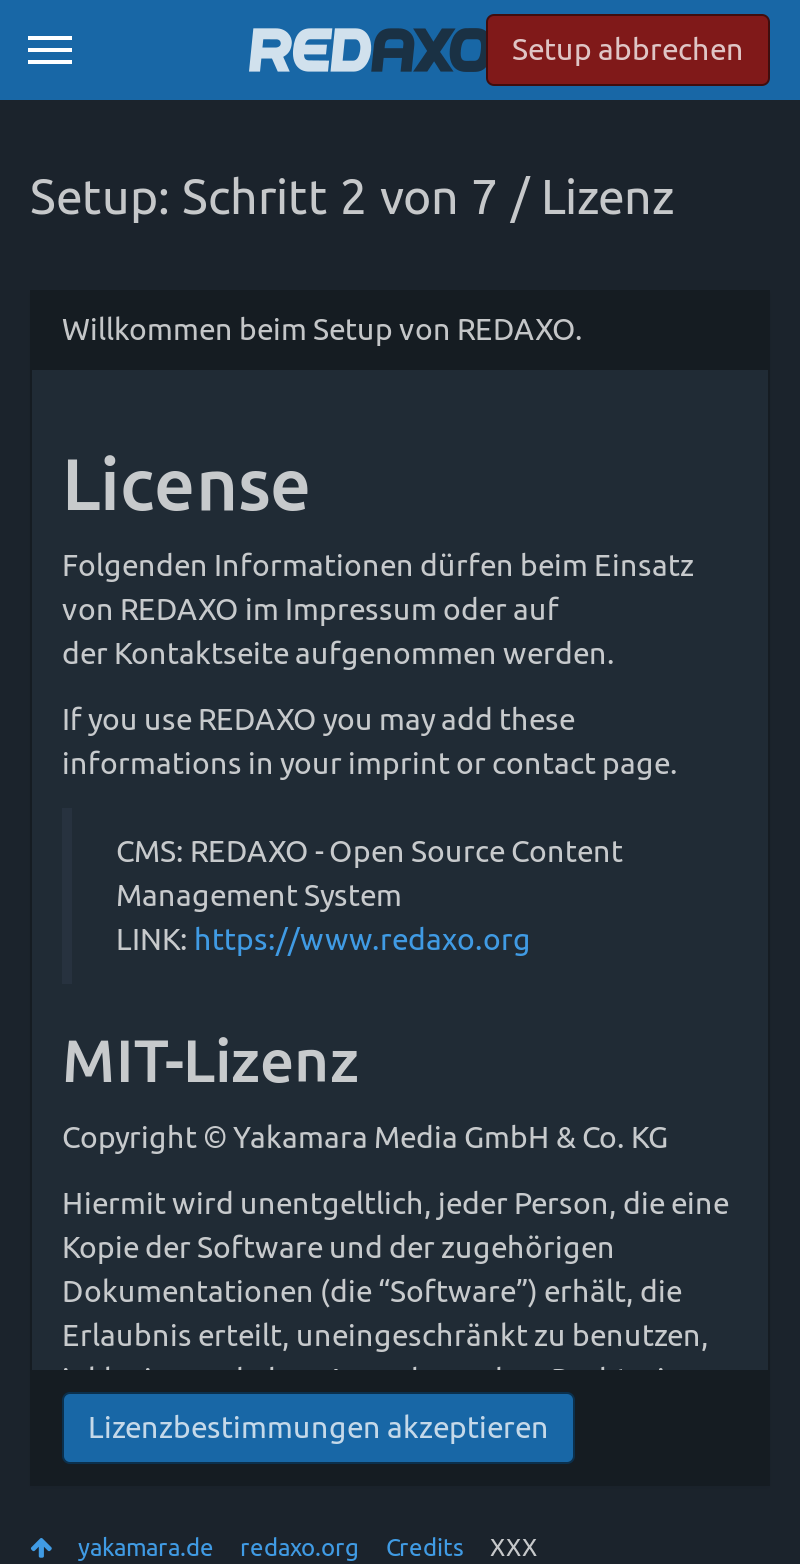 REDAXO
Setup abbrechen
Setup: Schritt 2 von 7 / Lizenz
Willkommen beim Setup von REDAXO.
License
Folgenden Informationen dürfen beim Einsatz
von REDAXO im Impressum oder auf
der Kontaktseite aufgenommen werden.
If you use REDAXO you may add these
informations in your imprint or contact page.
CMS: REDAXO - Open Source Content
Management System
LINK: https://www.redaxo.org
MIT-Lizenz
Copyright © Yakamara Media GmbH & Co. KG
Hiermit wird unentgeltlich, jeder Person, die eine
Kopie der Software und der zugehörigen
Dokumentationen (die “Software”) erhält, die
Erlaubnis erteilt, uneingeschränkt zu benutzen,
Lizenzbestimmungen akzeptieren
yakamara.de redaxo.org Credits XXX